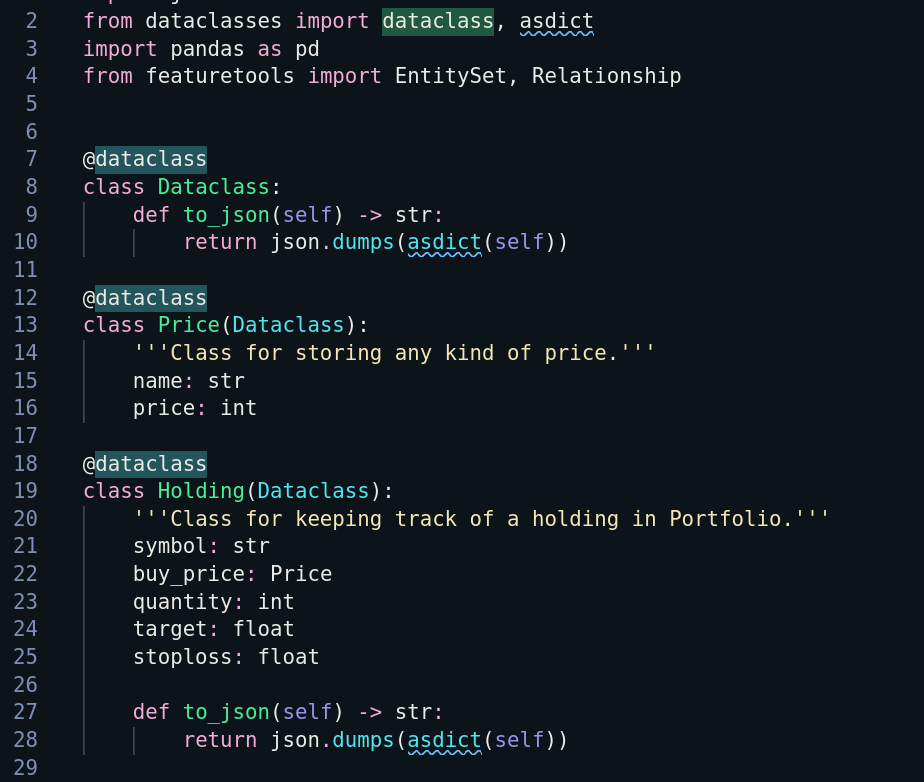 2 from dataclasses import dataclass, asdict
3 import pandas as pd
4 from featuretools import EntitySet, Relationship
5
6
7 @dataclass
8 class Dataclass:
9     def to_json(self) -> str:
10         return json.dumps(asdict(self))
11
12 @dataclass
13 class Price(Dataclass):
14     '''Class for storing any kind of price.'''
15     name: str
16     price: int
17
18 @dataclass
19 class Holding(Dataclass):
20     '''Class for keeping track of a holding in Portfolio.'''
21     symbol: str
22     buy_price: Price
23     quantity: int
24     target: float
25     stoploss: float
26
27     def to_json(self) -> str:
28         return json.dumps(asdict(self))
29